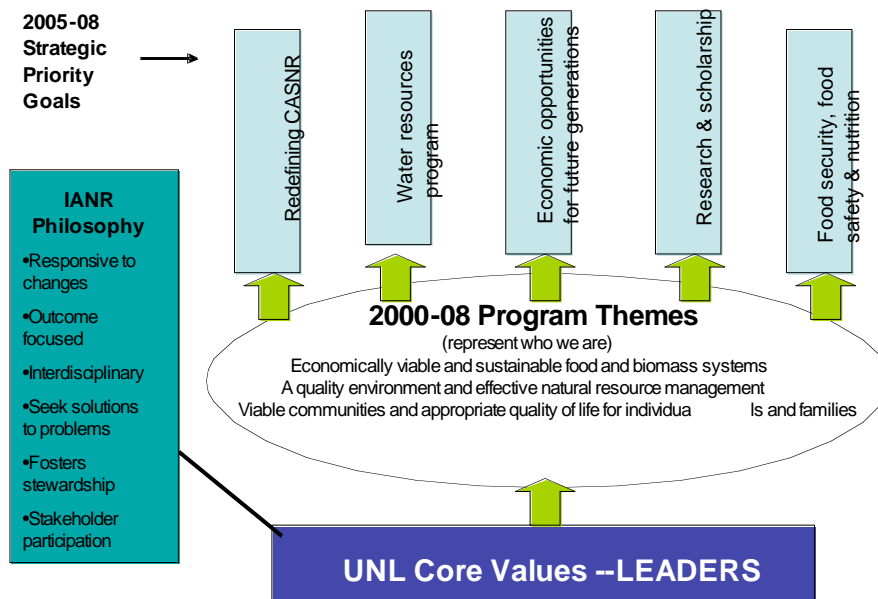 2005-08
Strategic
Priority
Goals
Redefining CASNR
Water resources
program
Economic opportunities
for future generations
Research & scholarship
Food security, food
safety & nutrition
IANR
Philosophy
•Responsive to
changes
•Outcome
focused
•Interdisciplinary
•Seek solutions
to problems
•Fosters
stewardship
•Stakeholder
participation
2000-08 Program Themes
(represent who we are)
Economically viable and sustainable food and biomass systems
A quality environment and effective natural resource management
Viable communities and appropriate quality of life for individua ls and families
UNL Core Values --LEADERS